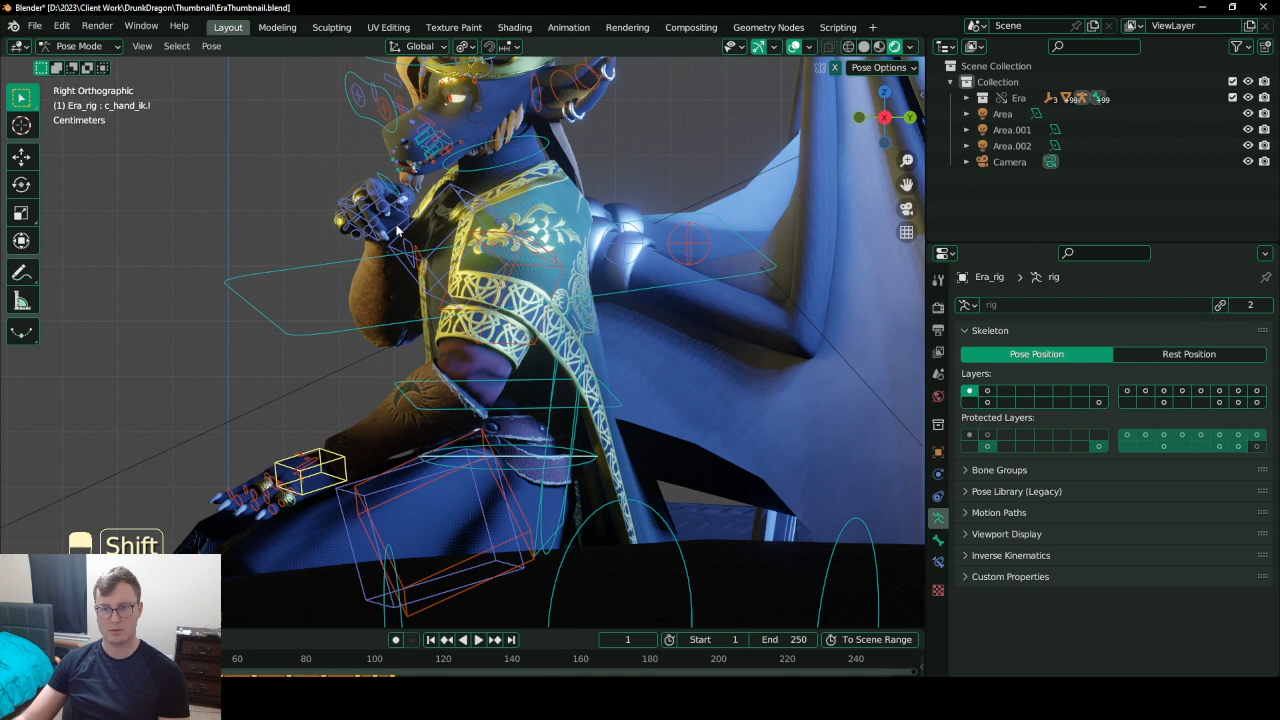 Blender* [D:\2023\Client Work\DrunkDragon\Thumbnail\EraThumbnail.blend]
File Edit Render Window Help Layout Modeling Sculpting UV Editing Texture Paint Shading Animation Rendering Compositing Geometry Nodes Scripting + Scene ViewLayer
Pose Mode View Select Pose Global
X Pose Options
Right Orthographic
(1) Era_rig : c_hand_ik.l
Centimeters
Z
X
Y
Shift
1 Start 1 End 250 To Scene Range
60 80 100 120 140 160 180 200 220 240
Scene Collection
Collection
Era 3 +99 +99
Area
Area.001
Area.002
Camera
Era_rig > rig
rig 2
Skeleton
Pose Position Rest Position
Layers:
Protected Layers:
Bone Groups
Pose Library (Legacy)
Motion Paths
Viewport Display
Inverse Kinematics
Custom Properties